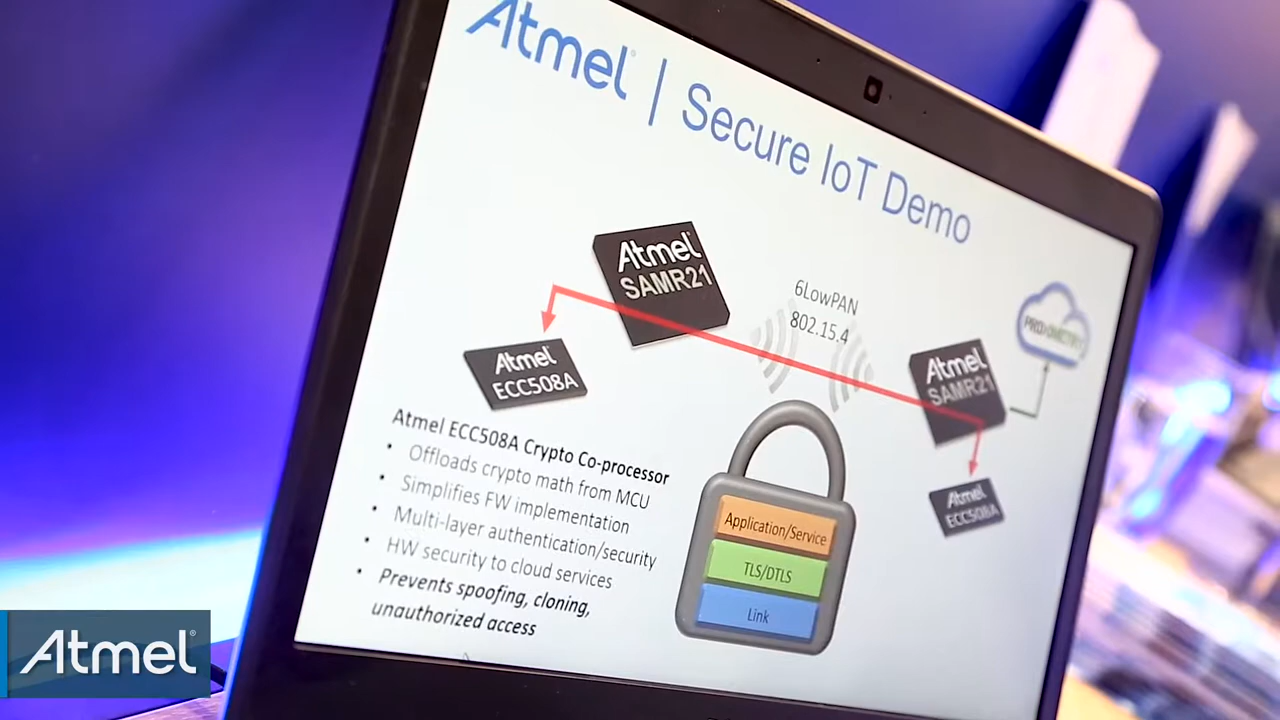 Atmel | Secure IoT Demo
Atmel
SAMR21
6LowPAN
802.15.4
Atmel
SAMR21
Atmel
ECC508A
Atmel
ECC508A
Atmel ECC508A Crypto Co-processor
• Offloads crypto math from MCU
• Simplifies FW implementation
• Multi-layer authentication/security
• HW security to cloud services
• Prevents spoofing, cloning,
unauthorized access
Application/Service
TLS/DTLS
Link
Atmel